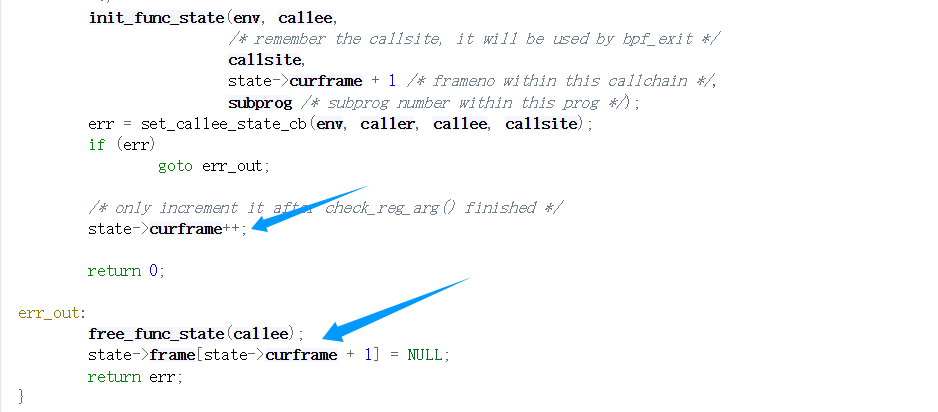 init_func_state(env, callee,
/* remember the callsite, it will be used by bpf_exit */
callsite,
state->curframe + 1 /* frameno within this callchain */,
subprog /* subprog number within this prog */);
err = set_callee_state_cb(env, caller, callee, callsite);
if (err)
goto err_out;
/* only increment it after check_reg_arg() finished */
state->curframe++;
return 0;
err_out:
free_func_state(callee);
state->frame[state->curframe + 1] = NULL;
return err;
}